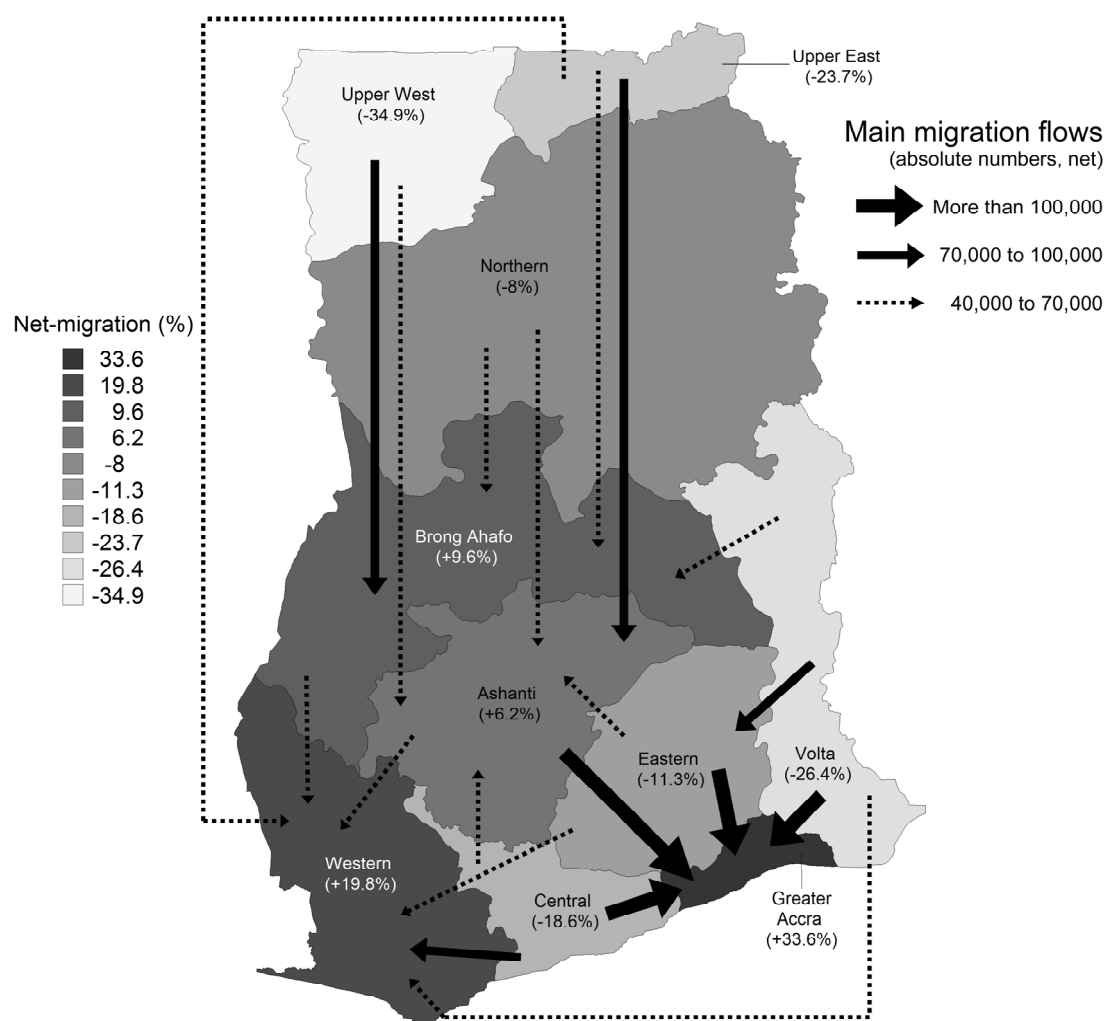 Upper East
(-23.7%)
Upper West
(-34.9%)
Main migration flows
(absolute numbers, net)
More than 100,000
70,000 to 100,000
40,000 to 70,000
Northern
(-8%)
Net-migration (%)
33.6
19.8
9.6
6.2
-8
-11.3
-18.6
-23.7
-26.4
-34.9
Brong Ahafo
(+9.6%)
Ashanti
(+6.2%)
Eastern
(-11.3%)
Volta
(-26.4%)
Western
(+19.8%)
Central
(-18.6%)
Greater
Accra
(+33.6%)